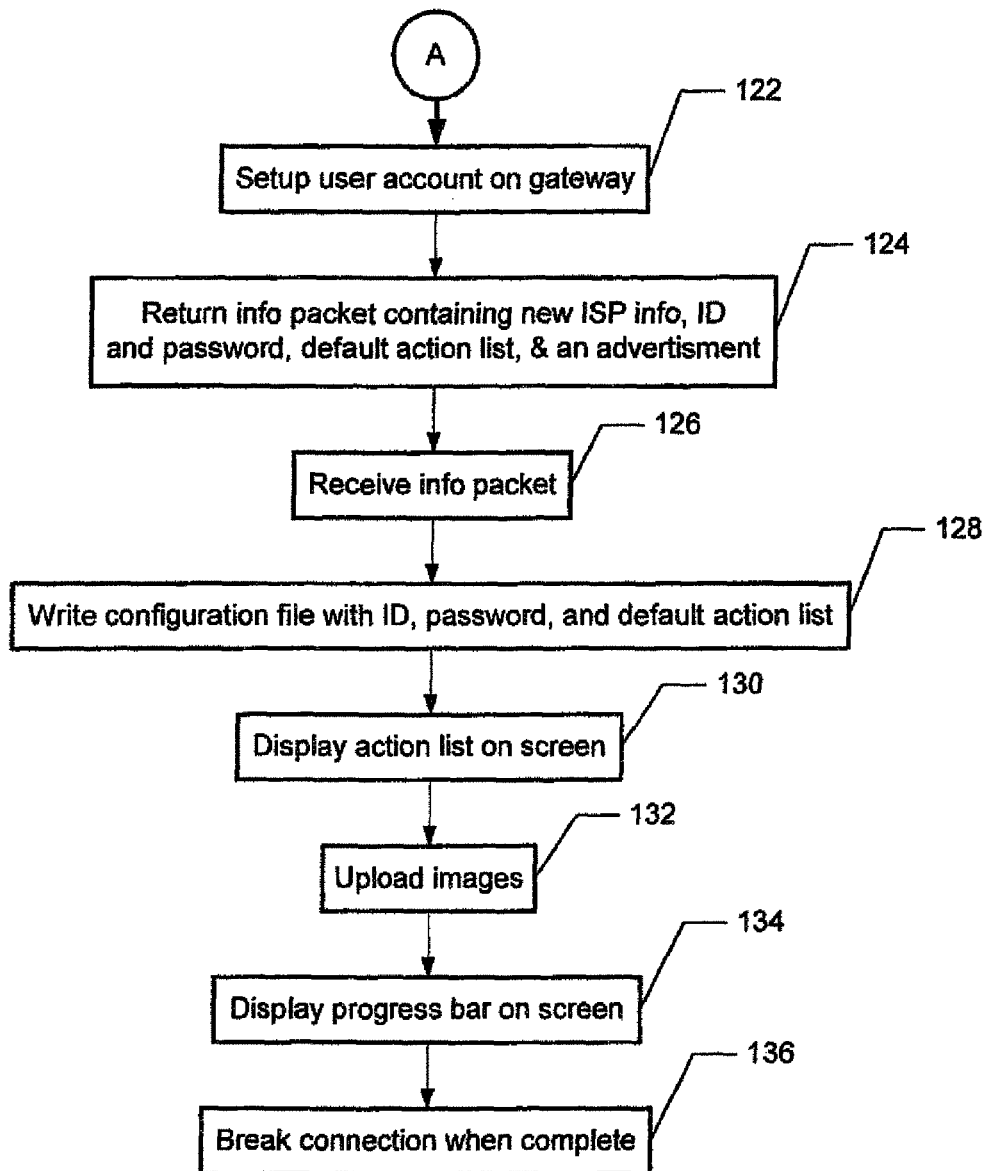 A
122
Setup user account on gateway
124
Return info packet containing new ISP info, ID
and password, default action list, & an advertisment
126
Receive info packet
128
Write configuration file with ID, password, and default action list
130
Display action list on screen
132
Upload images
134
Display progress bar on screen
136
Break connection when complete